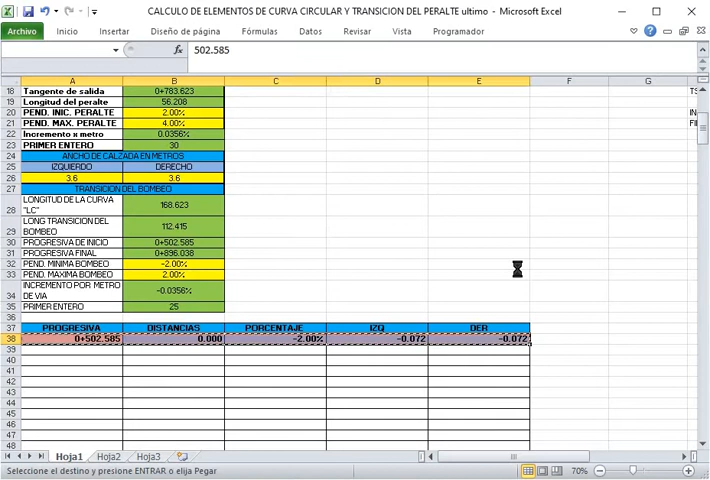 CALCULO DE ELEMENTOS DE CURVA CIRCULAR Y TRANSICION DEL PERALTE ultimo - Microsoft Excel
Archivo Inicio Insertar Diseño de página Fórmulas Datos Revisar Vista Programador
fx 502.585
A B C D E F G H
18 Tangente de salida 0+783.623 TS
19 Longitud del peralte 56.208
20 PEND. INIC. PERALTE 2.00% IN
21 PEND. MAX. PERALTE 4.00% FI
22 Incremento x metro 0.0356%
23 PRIMER ENTERO 30
24 ANCHO DE CALZADA EN METROS
25 IZQUIERDO DERECHO
26 3.6 3.6
27 TRANSICION DEL BOMBEO
28 LONGITUD DE LA CURVA "LC" 168.623
29 LONG TRANSICION DEL BOMBEO 112.415
30 PROGRESIVA DE INICIO 0+502.585
31 PROGRESIVA FINAL 0+896.038
32 PEND. MINIMA BOMBEO -2.00%
33 PEND. MAXIMA BOMBEO 2.00%
34 INCREMENTO POR METRO DE VIA -0.0356%
35 PRIMER ENTERO 25
36
37 PROGRESIVA DISTANCIAS PORCENTAJE IZQ DER
38 0+502.585 0.000 -2.00% -0.072 -0.072
39
40
41
42
43
44
45
46
47
48
Hoja1 Hoja2 Hoja3
Seleccione el destino y presione ENTRAR o elija Pegar 70%